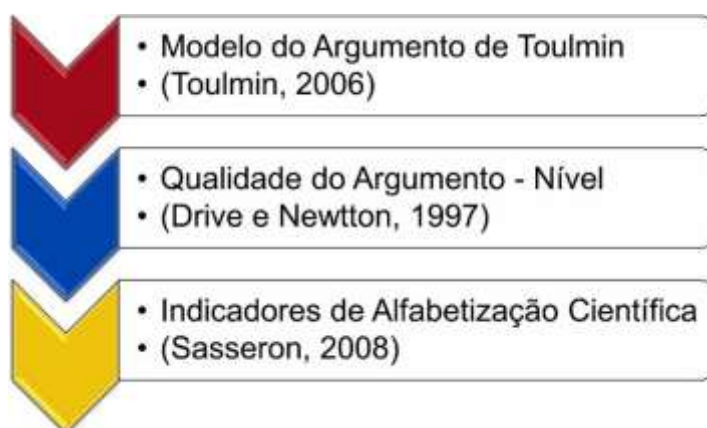 • Modelo do Argumento de Toulmin
• (Toulmin, 2006)
• Qualidade do Argumento - Nível
• (Drive e Newtton, 1997)
• Indicadores de Alfabetização Científica
• (Sasseron, 2008)